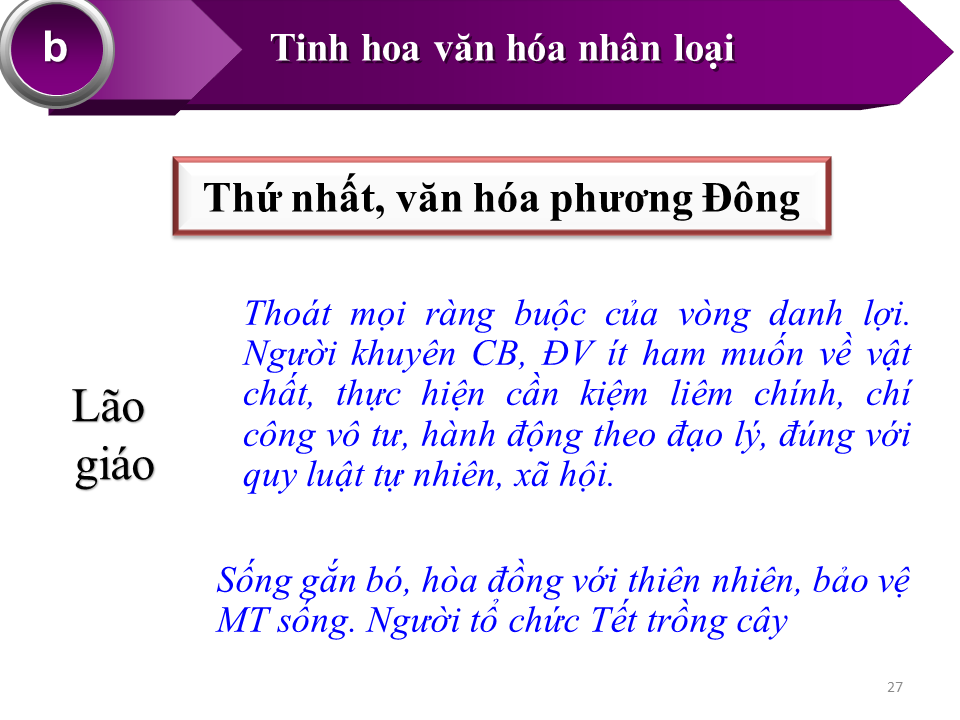 b
Tinh hoa văn hóa nhân loại
Thứ nhất, văn hóa phương Đông
Thoát mọi ràng buộc của vòng danh lợi.
Người khuyên CB, ĐV ít ham muốn về vật
chất, thực hiện cần kiệm liêm chính, chí
công vô tư, hành động theo đạo lý, đúng với
quy luật tự nhiên, xã hội.
Lão
giáo
Sống gắn bó, hòa đồng với thiên nhiên, bảo vệ
MT sống. Người tổ chức Tết trồng cây
27